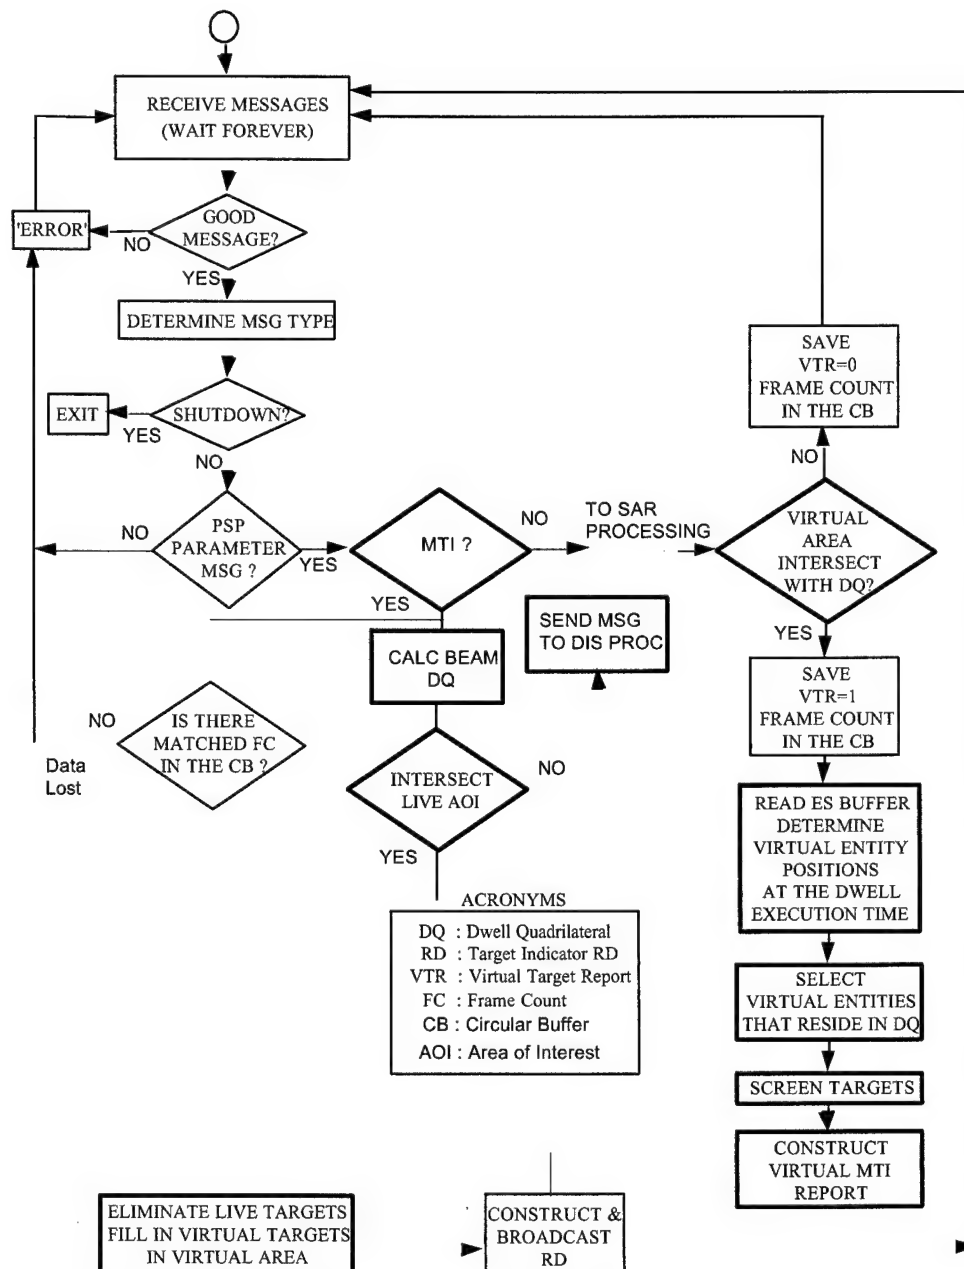 RECEIVE MESSAGES
(WAIT FOREVER)
'ERROR'
NO
GOOD
MESSAGE?
YES
DETERMINE MSG TYPE
EXIT
YES
SHUTDOWN?
NO
NO
PSP
PARAMETER
MSG ?
YES
MTI ?
NO
TO SAR
PROCESSING
YES
SAVE
VTR=0
FRAME COUNT
IN THE CB
NO
VIRTUAL
AREA
INTERSECT
WITH DQ?
YES
SEND MSG
TO DIS PROC
CALC BEAM
DQ
SAVE
VTR=1
FRAME COUNT
IN THE CB
NO
IS THERE
MATCHED FC
IN THE CB ?
Data
Lost
INTERSECT
LIVE AOI
NO
YES
READ ES BUFFER
DETERMINE
VIRTUAL ENTITY
POSITIONS
AT THE DWELL
EXECUTION TIME
ACRONYMS
DQ : Dwell Quadrilateral
RD : Target Indicator RD
VTR : Virtual Target Report
FC : Frame Count
CB : Circular Buffer
AOI : Area of Interest
SELECT
VIRTUAL ENTITIES
THAT RESIDE IN DQ
SCREEN TARGETS
CONSTRUCT
VIRTUAL MTI
REPORT
ELIMINATE LIVE TARGETS
FILL IN VIRTUAL TARGETS
IN VIRTUAL AREA
CONSTRUCT &
BROADCAST
RD